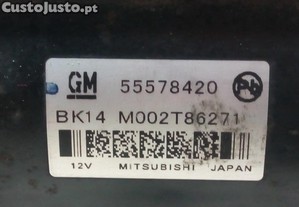 CustoJusto.pt
GM 55578420 Pb
BK14 M002T86271
12V MITSUBISHI JAPAN